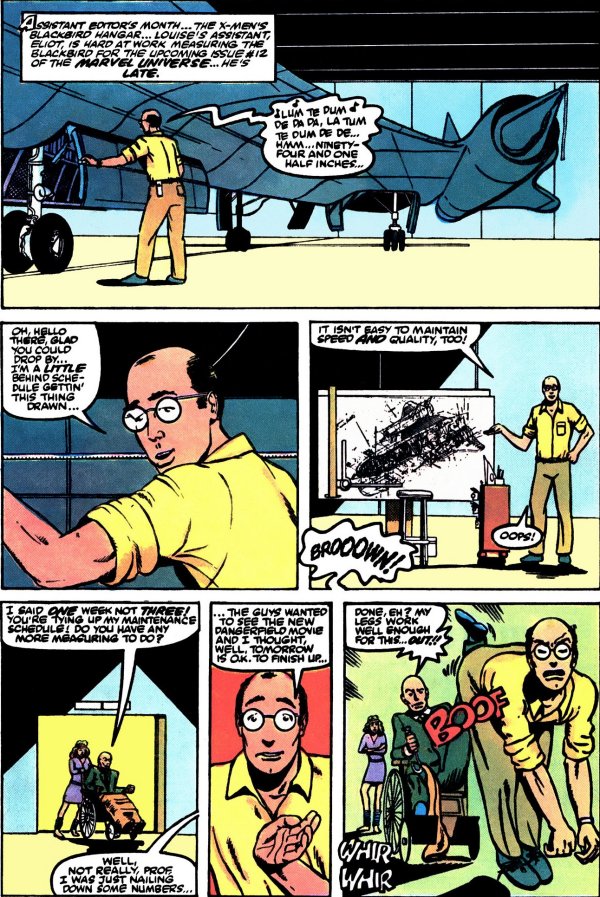 ASSISTANT EDITOR'S MONTH... THE X-MEN'S
BLACKBIRD HANGAR... LOUISE'S ASSISTANT,
ELIOT, IS HARD AT WORK MEASURING THE
BLACKBIRD FOR THE UPCOMING ISSUE #12
OF THE MARVEL UNIVERSE... HE'S
LATE.
♪LUM TE DUM♪
DE DA DA, LA TUM
TE DUM DE DE...
HMM... NINETY-
FOUR AND ONE
HALF INCHES...
OH, HELLO
THERE, GLAD
YOU COULD
DROP BY...
I'M A LITTLE
BEHIND SCHE-
DULE GETTIN'
THIS THING
DRAWN...
IT ISN'T EASY TO MAINTAIN
SPEED AND QUALITY, TOO!
BROOOWN!
OOPS!
I SAID ONE WEEK NOT THREE!
YOU'RE TYING UP MY MAINTENANCE
SCHEDULE! DO YOU HAVE ANY
MORE MEASURING TO DO?
WELL,
NOT REALLY, PROF.
I WAS JUST NAILING
DOWN SOME NUMBERS...
... THE GUYS WANTED
TO SEE THE NEW
DANGERFIELD MOVIE
AND I THOUGHT,
WELL, TOMORROW
IS O.K. TO FINISH UP...
DONE, EH? MY
LEGS WORK
WELL ENOUGH
FOR THIS... OUT!!
BOOF
WHIR
WHIR